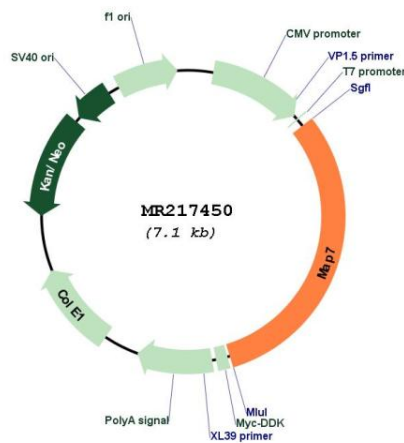 f1 ori
SV40 ori
CMV promoter
VP1.5 primer
T7 promoter
SgfI
Kan/Neo
MR217450
(7.1 kb)
Map7
Col E1
MluI
Myc-DDK
PolyA signal
XL39 primer